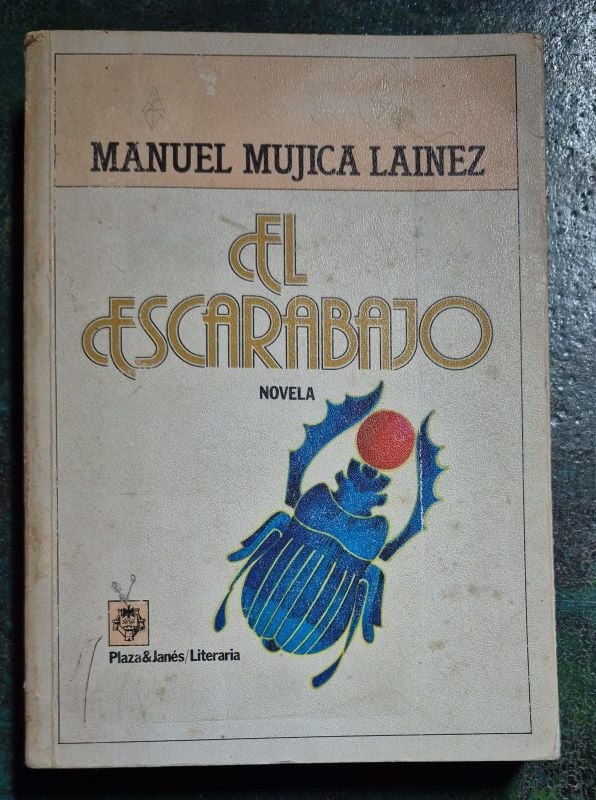 MANUEL MUJICA LAINEZ
EL
ESCARABAJO
NOVELA
Plaza&Janés/Literaria